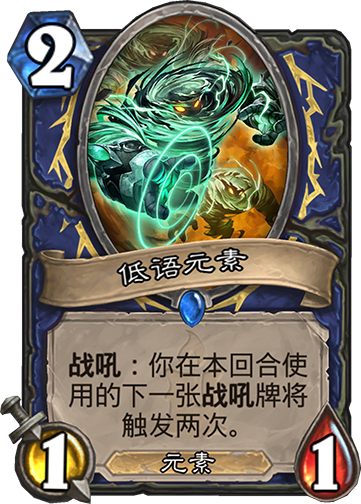 2
低语元素
战吼：你在本回合使
用的下一张战吼牌将
触发两次。
1
元素
1